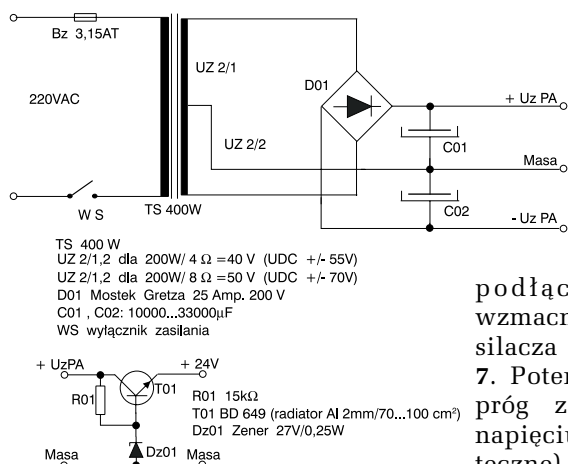 Bz 3,15AT
220VAC
W S
TS 400W
UZ 2/1
UZ 2/2
D01
C01
C02
+ Uz PA
Masa
- Uz PA
TS 400 W
UZ 2/1,2 dla 200W/ 4 Ω =40 V (UDC +/- 55V)
UZ 2/1,2 dla 200W/ 8 Ω =50 V (UDC +/- 70V)
D01 Mostek Gretza 25 Amp. 200 V
C01 , C02: 10000...33000µF
WS wyłącznik zasilania
+ UzPA
+ 24V
T01
R01
Dz01
Masa
Masa
R01 15kΩ
T01 BD 649 (radiator Al 2mm/70...100 cm²)
Dz01 Zener 27V/0,25W
podłąc
wzmacr
silacza
7. Poter
próg z
napięciu